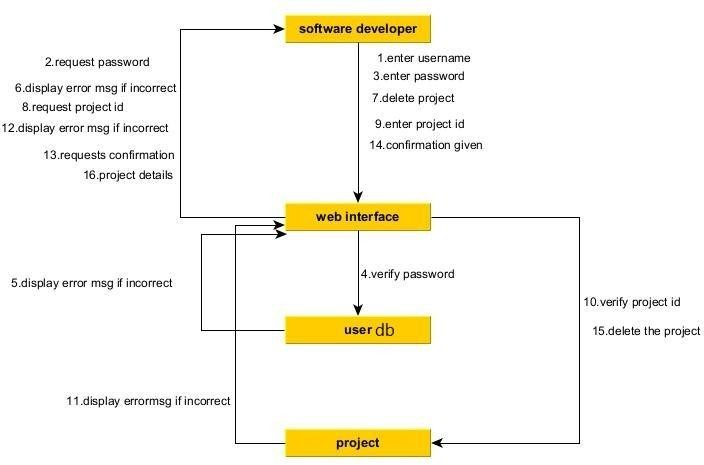 software developer
2.request password
1.enter username
3.enter password
6.display error msg if incorrect
7.delete project
8.request project id
9.enter project id
12.display error msg if incorrect
14.confirmation given
13.requests confirmation
16.project details
web interface
4.verify password
5.display error msg if incorrect
10.verify project id
user db
15.delete the project
11.display errormsg if incorrect
project